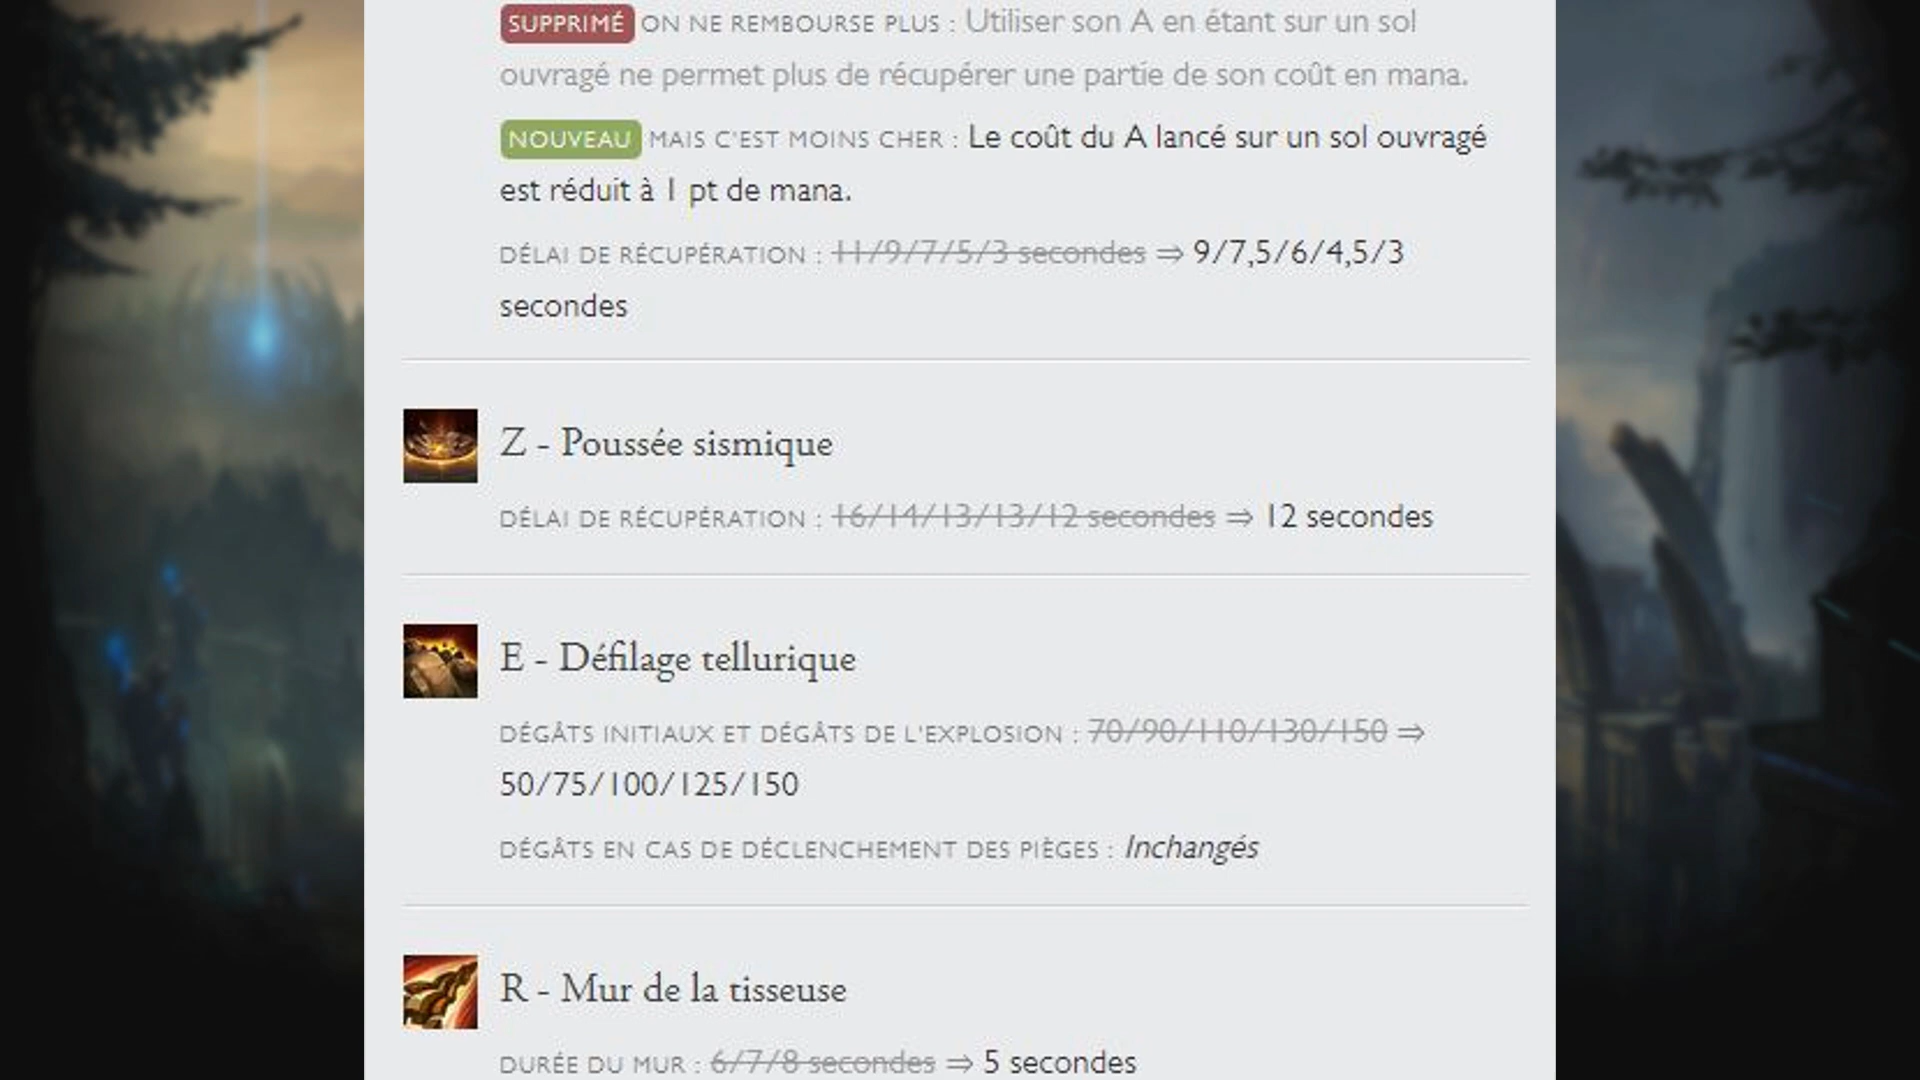 SUPPRIMÉ ON NE REMBOURSE PLUS : Utiliser son A en étant sur un sol
ouvragé ne permet plus de récupérer une partie de son coût en mana.
NOUVEAU MAIS C'EST MOINS CHER : Le coût du A lancé sur un sol ouvragé
est réduit à 1 pt de mana.
DÉLAI DE RÉCUPÉRATION : 11/9/7/5/3 secondes ⇒ 9/7,5/6/4,5/3
secondes
Z - Poussée sismique
DÉLAI DE RÉCUPÉRATION : 16/14/13/13/12 secondes ⇒ 12 secondes
E - Défilage tellurique
DÉGÂTS INITIAUX ET DÉGÂTS DE L'EXPLOSION : 70/90/110/130/150 ⇒
50/75/100/125/150
DÉGÂTS EN CAS DE DÉCLENCHEMENT DES PIÈGES : Inchangés
R - Mur de la tisseuse
DURÉE DU MUR : 6/7/8 secondes ⇒ 5 secondes